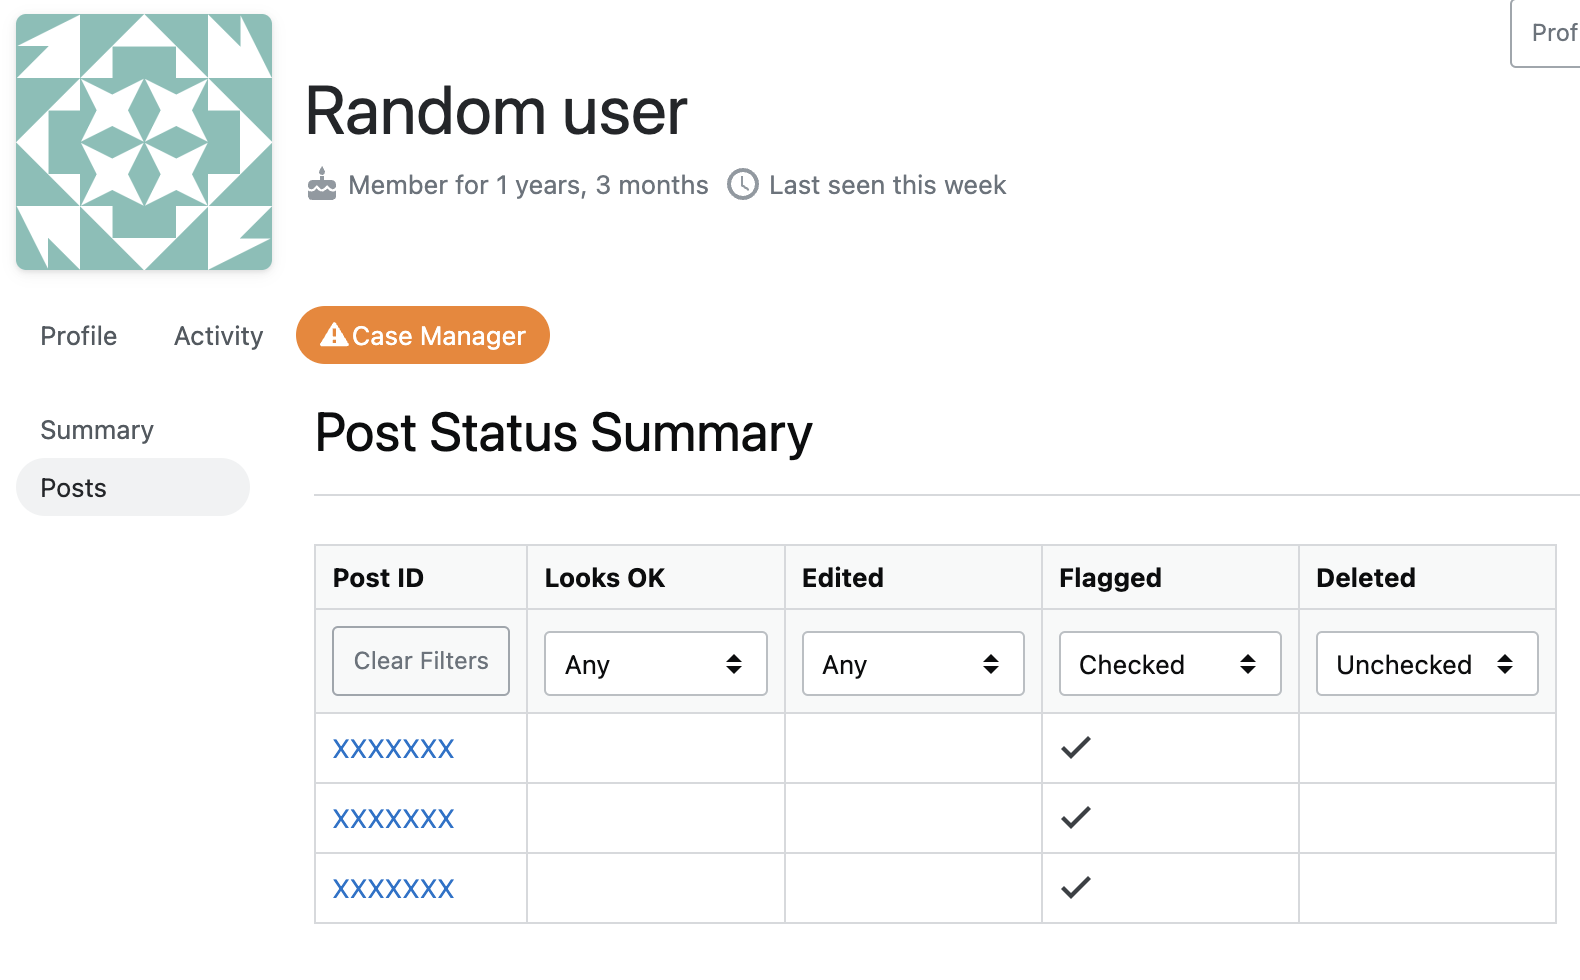 Prof
Random user
Member for 1 years, 3 months Last seen this week
Profile Activity Case Manager
Summary
Posts
Post Status Summary
Post ID Looks OK Edited Flagged Deleted
Clear Filters Any Any Checked Unchecked
XXXXXXX
XXXXXXX
XXXXXXX